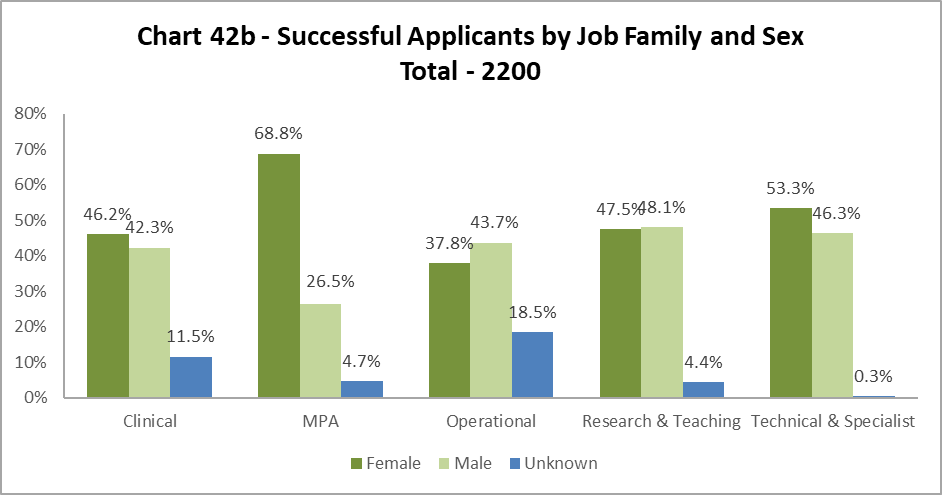 Chart 42b - Successful Applicants by Job Family and Sex
Total - 2200
80%
70%
60%
50%
40%
30%
20%
10%
0%
46.2%
42.3%
11.5%
68.8%
26.5%
4.7%
37.8%
43.7%
18.5%
47.5%
48.1%
4.4%
53.3%
46.3%
0.3%
Clinical
MPA
Operational
Research & Teaching
Technical & Specialist
Female
Male
Unknown